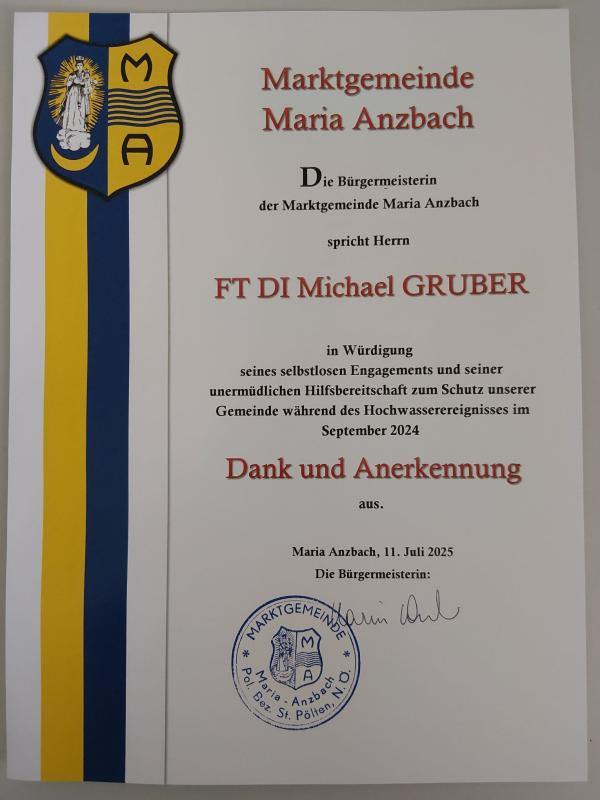 M
A
Marktgemeinde
Maria Anzbach
Die Bürgermeisterin
der Marktgemeinde Maria Anzbach
spricht Herrn
FT DI Michael GRUBER
in Würdigung
seines selbstlosen Engagements und seiner
unermüdlichen Hilfsbereitschaft zum Schutz unserer
Gemeinde während des Hochwasserereignisses im
September 2024
Dank und Anerkennung
aus.
Maria Anzbach, 11. Juli 2025
Die Bürgermeisterin:
Karin
* MARKTGEMEINDE *
M
A
Maria - Anzbach
Pol. Bez. St. Pölten, N.Ö.